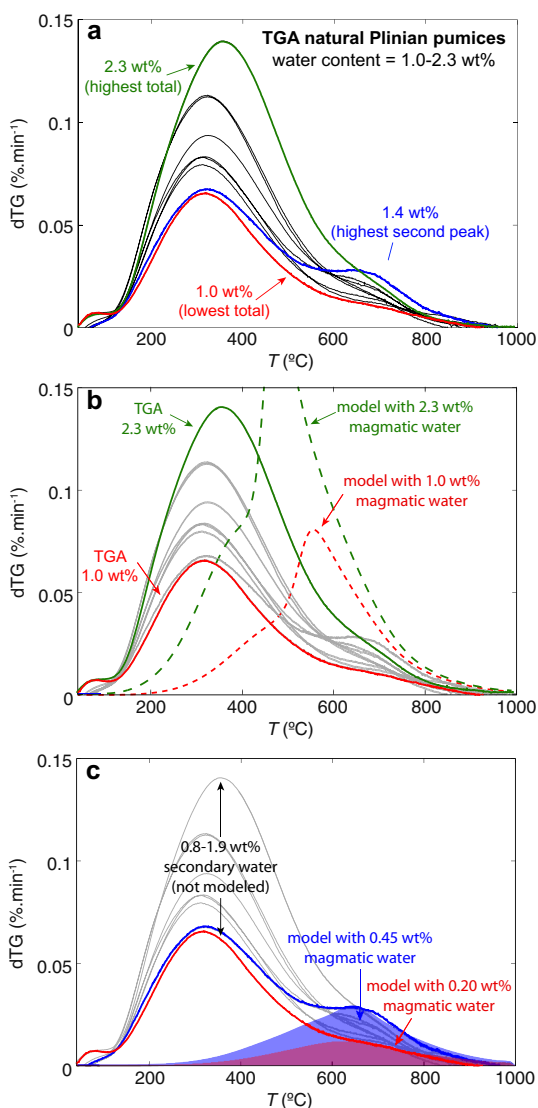 a
TGA natural Plinian pumices
water content = 1.0-2.3 wt%
2.3 wt%
(highest total)
1.4 wt%
(highest second peak)
1.0 wt%
(lowest total)
dTG (%.min⁻¹)
0.15
0.1
0.05
0
200
400
600
800
1000
T (ºC)
b
TGA
2.3 wt%
model with 2.3 wt%
magmatic water
model with 1.0 wt%
magmatic water
TGA
1.0 wt%
dTG (%.min⁻¹)
0.15
0.1
0.05
0
200
400
600
800
1000
T (ºC)
c
0.8-1.9 wt%
secondary water
(not modeled)
model with 0.45 wt%
magmatic water
model with 0.20 wt%
magmatic water
dTG (%.min⁻¹)
0.15
0.1
0.05
0
200
400
600
800
1000
T (ºC)